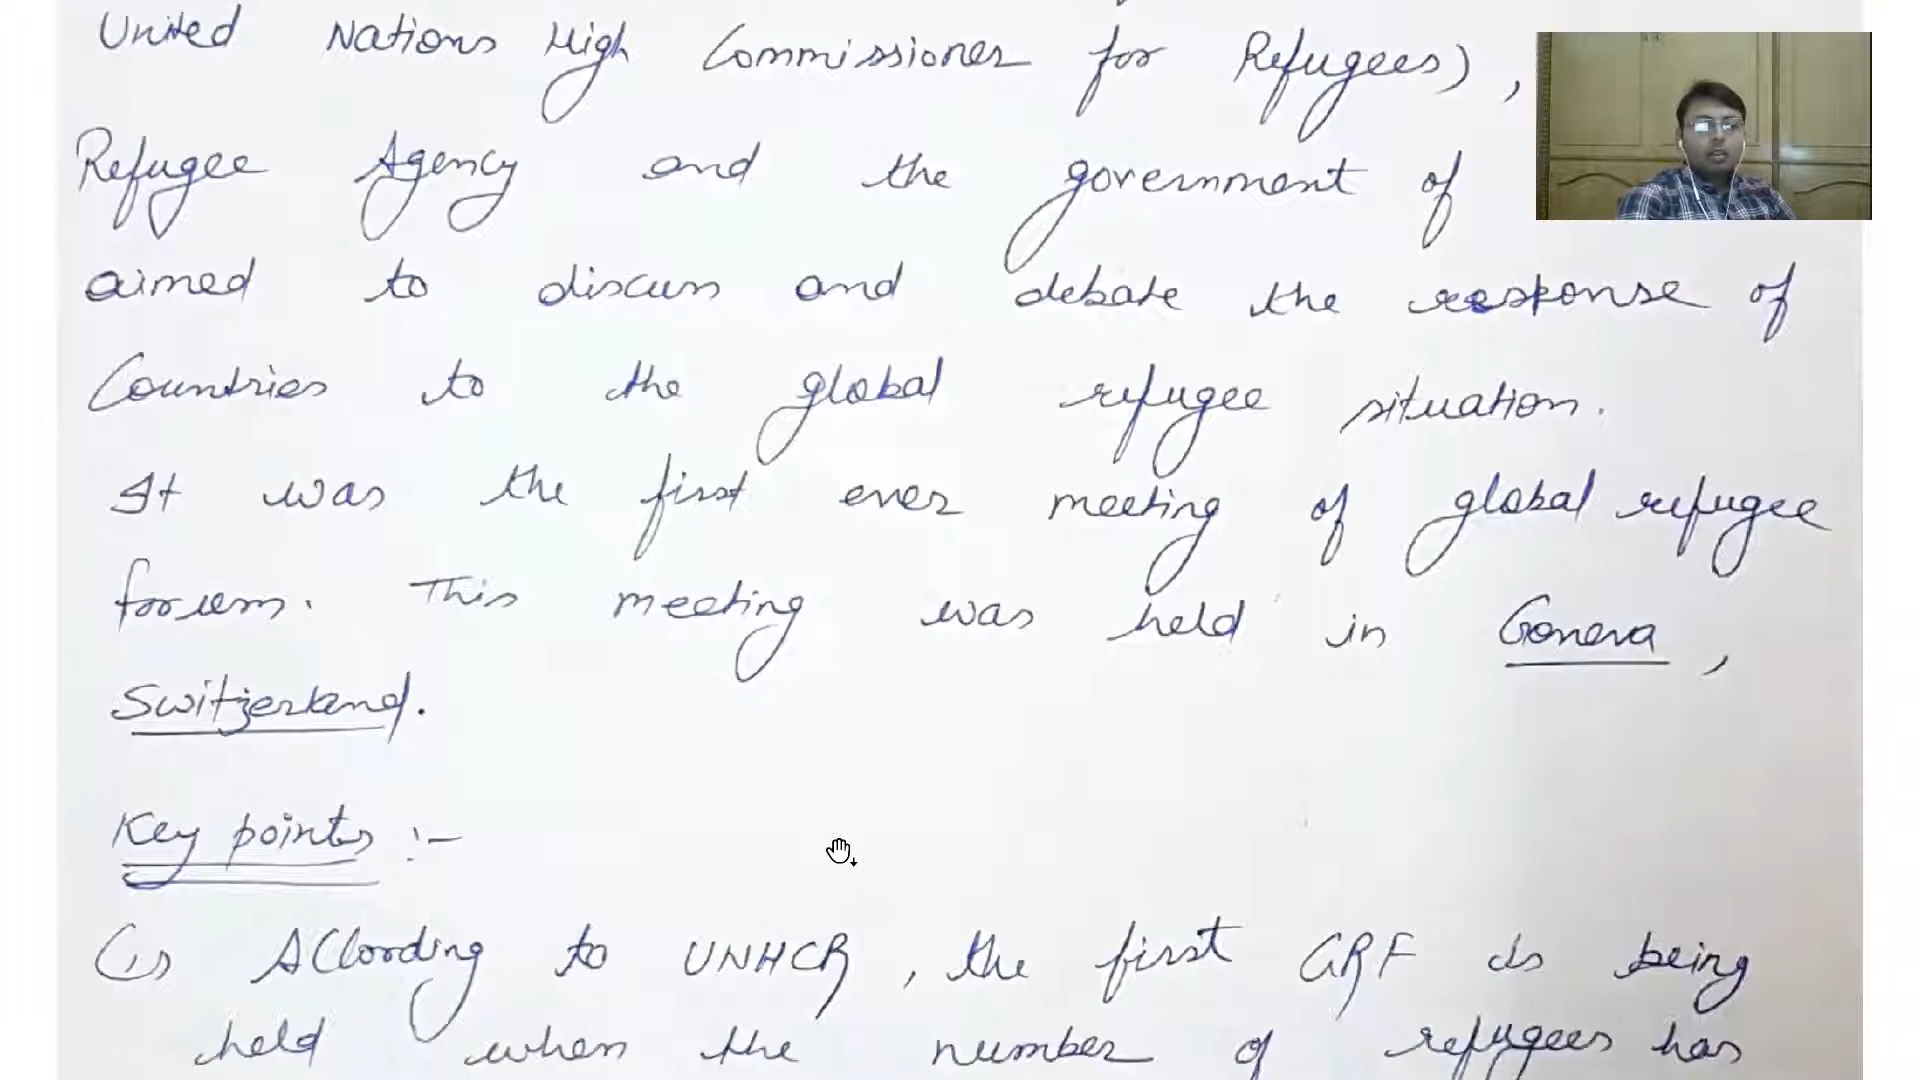 United Nations High Commissioner for Refugees),
Refugee Agency and the government of
aimed to discuss and debate the response of
Countries to the global refugee situation.
It was the first ever meeting of global refugee
forum. This meeting was held in Geneva,
Switzerland.
Key points :-
(1) According to UNHCR, the first GRF is being
held when the number of refugees has